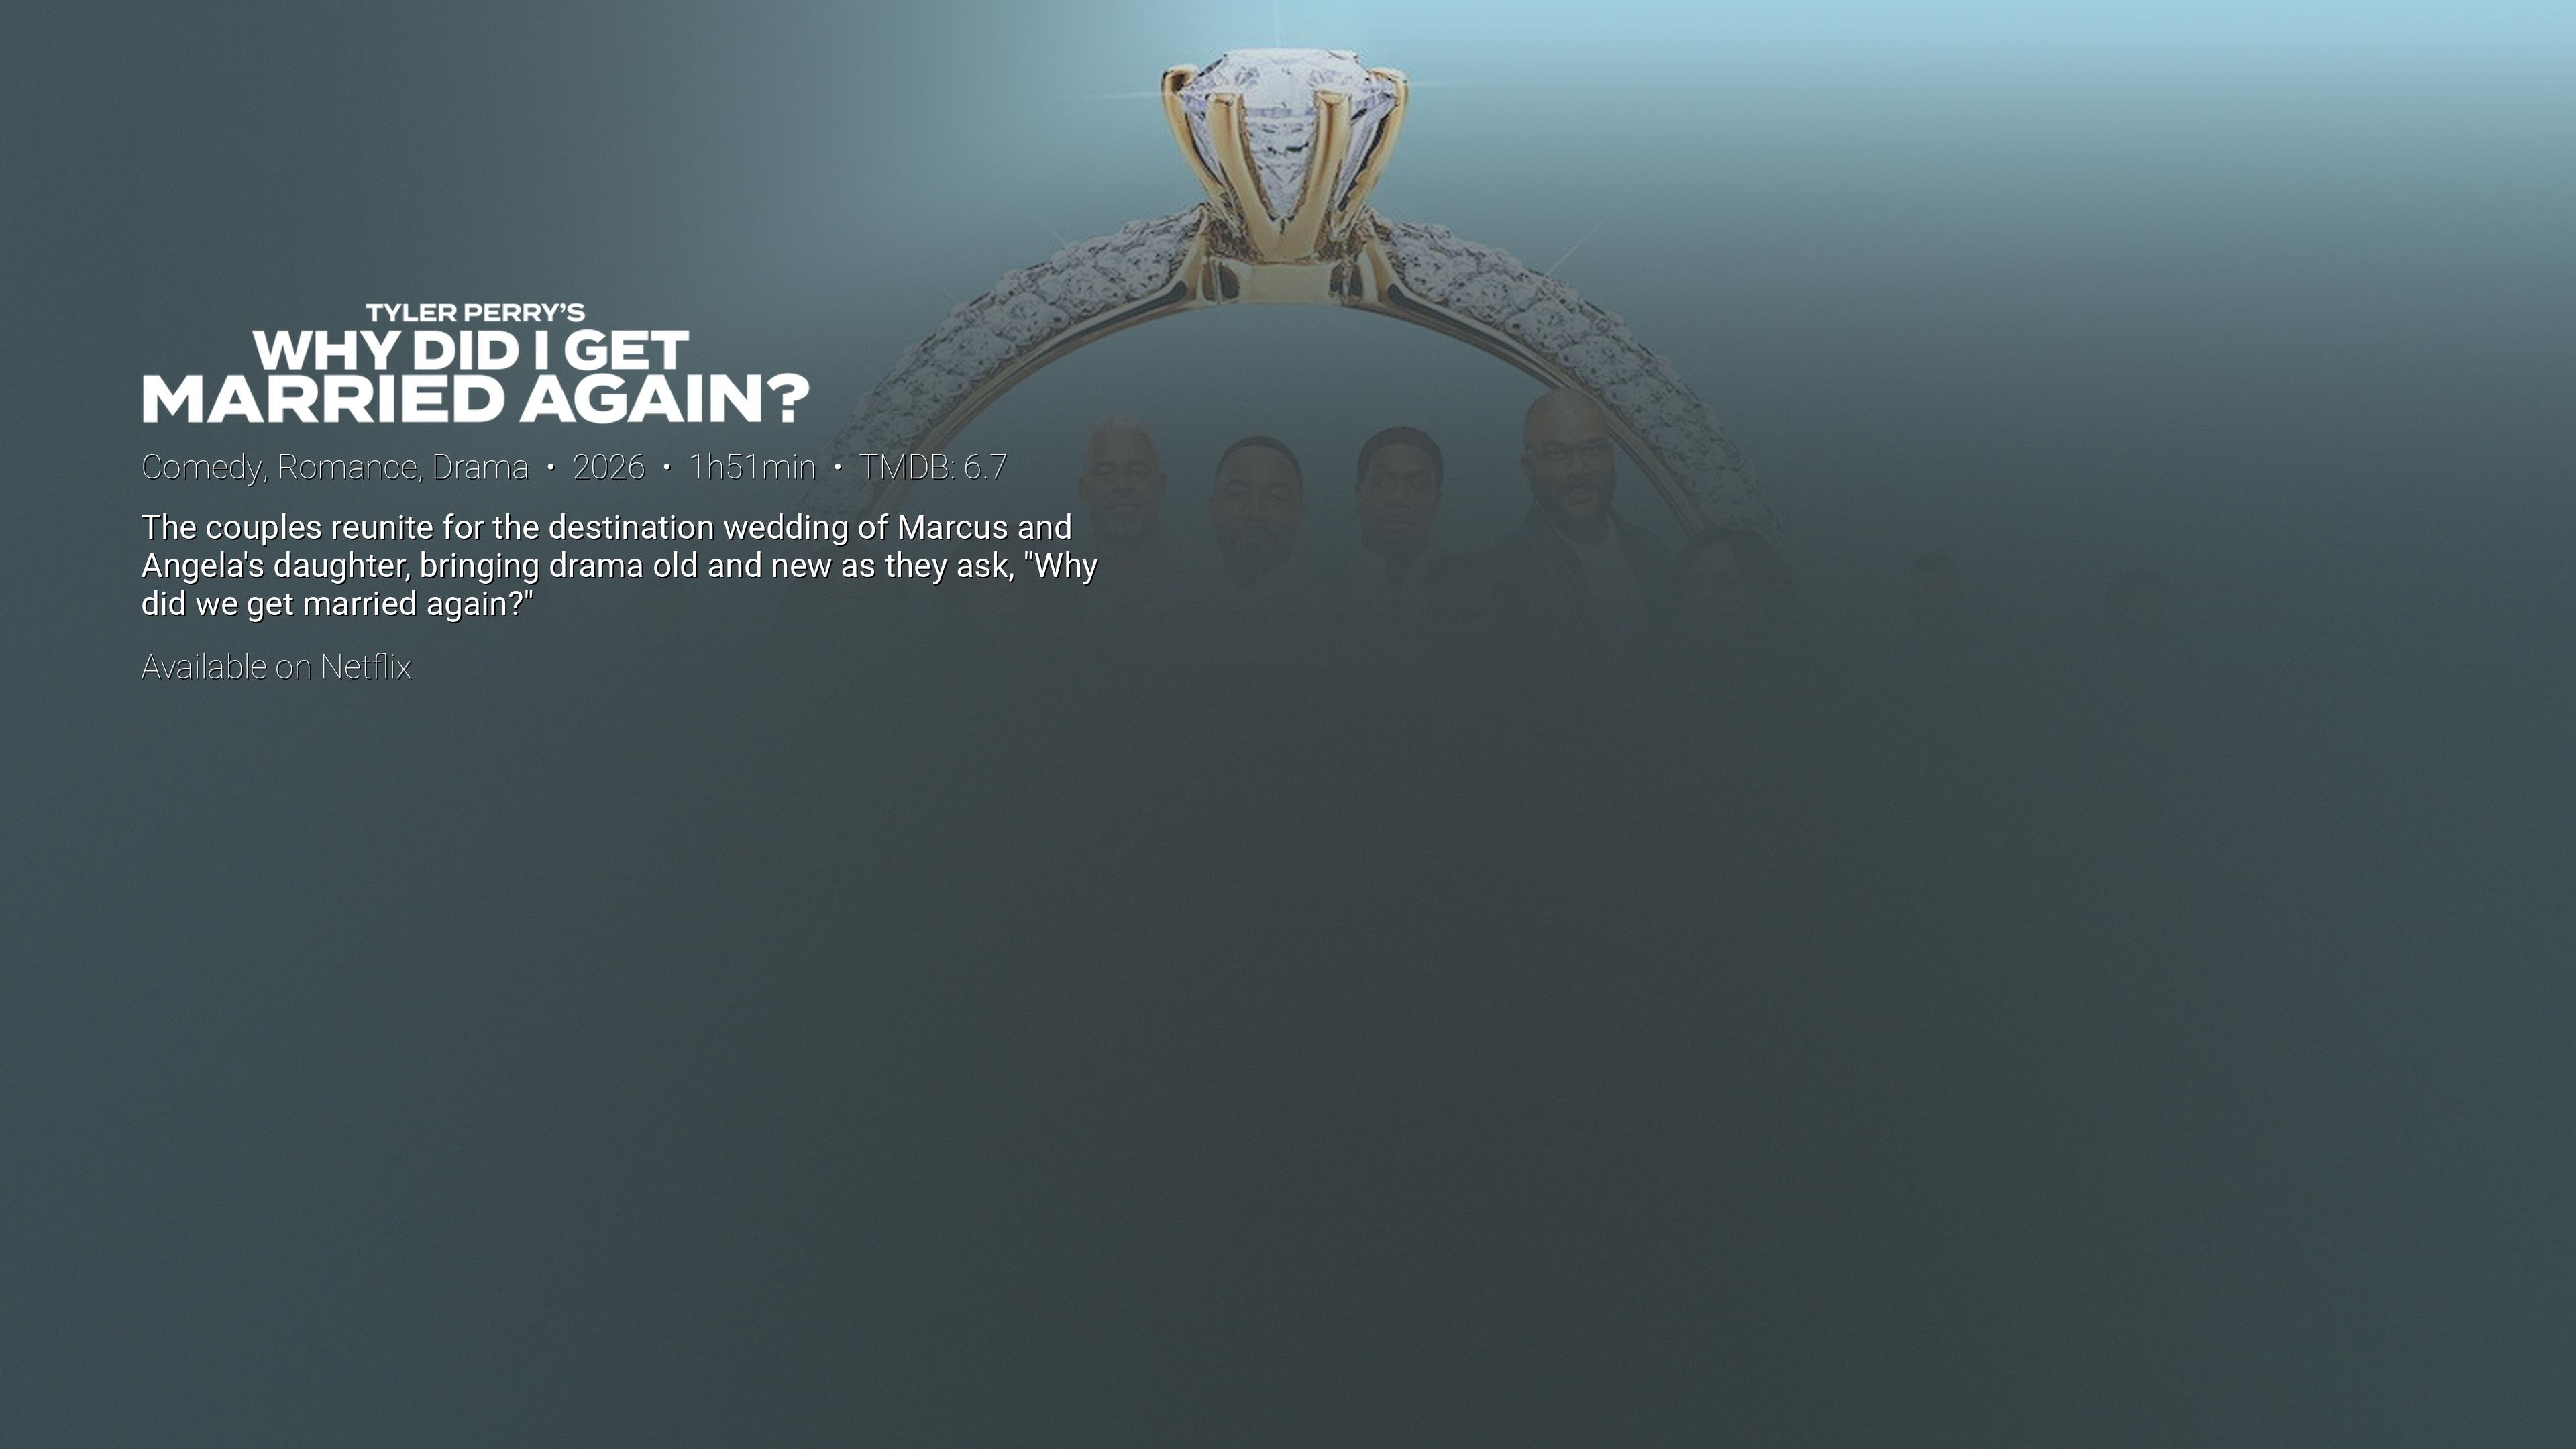 TYLER PERRY'S
WHY DID I GET
MARRIED AGAIN?
Comedy, Romance, Drama • 2026 • 1h51min • TMDB: 6.7
The couples reunite for the destination wedding of Marcus and
Angela's daughter, bringing drama old and new as they ask, "Why
did we get married again?"
Available on Netflix